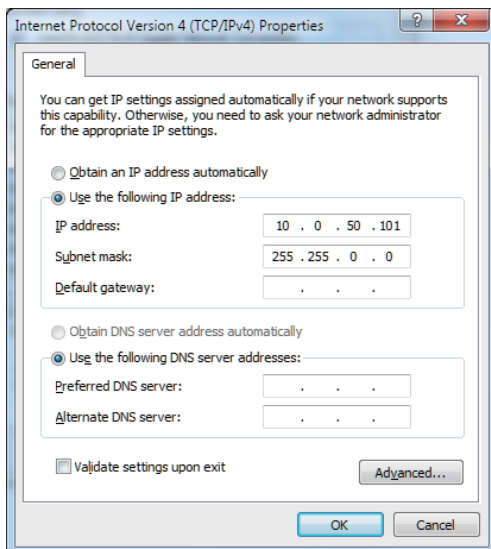 Internet Protocol Version 4 (TCP/IPv4) Properties
?
X
General
You can get IP settings assigned automatically if your network supports
this capability. Otherwise, you need to ask your network administrator
for the appropriate IP settings.
Obtain an IP address automatically
Use the following IP address:
IP address: 10 . 0 . 50 . 101
Subnet mask: 255 . 255 . 0 . 0
Default gateway: . . .
Obtain DNS server address automatically
Use the following DNS server addresses:
Preferred DNS server: . . .
Alternate DNS server: . . .
Validate settings upon exit
Advanced...
OK
Cancel